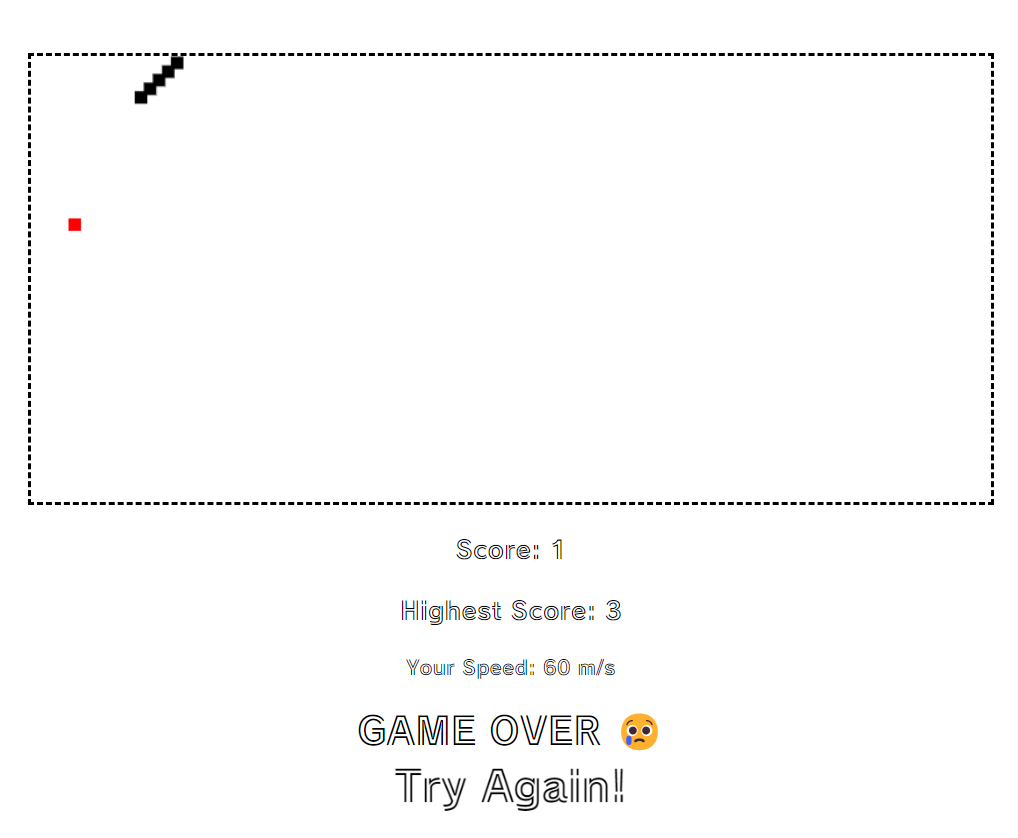 Score: 1
Highest Score: 3
Your Speed: 60 m/s
GAME OVER 😢
Try Again!